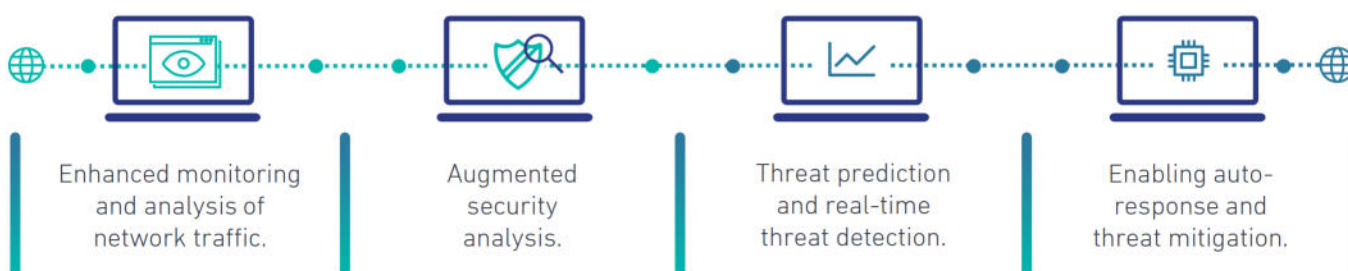 Enhanced monitoring
and analysis of
network traffic.
Augmented
security
analysis.
Threat prediction
and real-time
threat detection.
Enabling auto-
response and
threat mitigation.